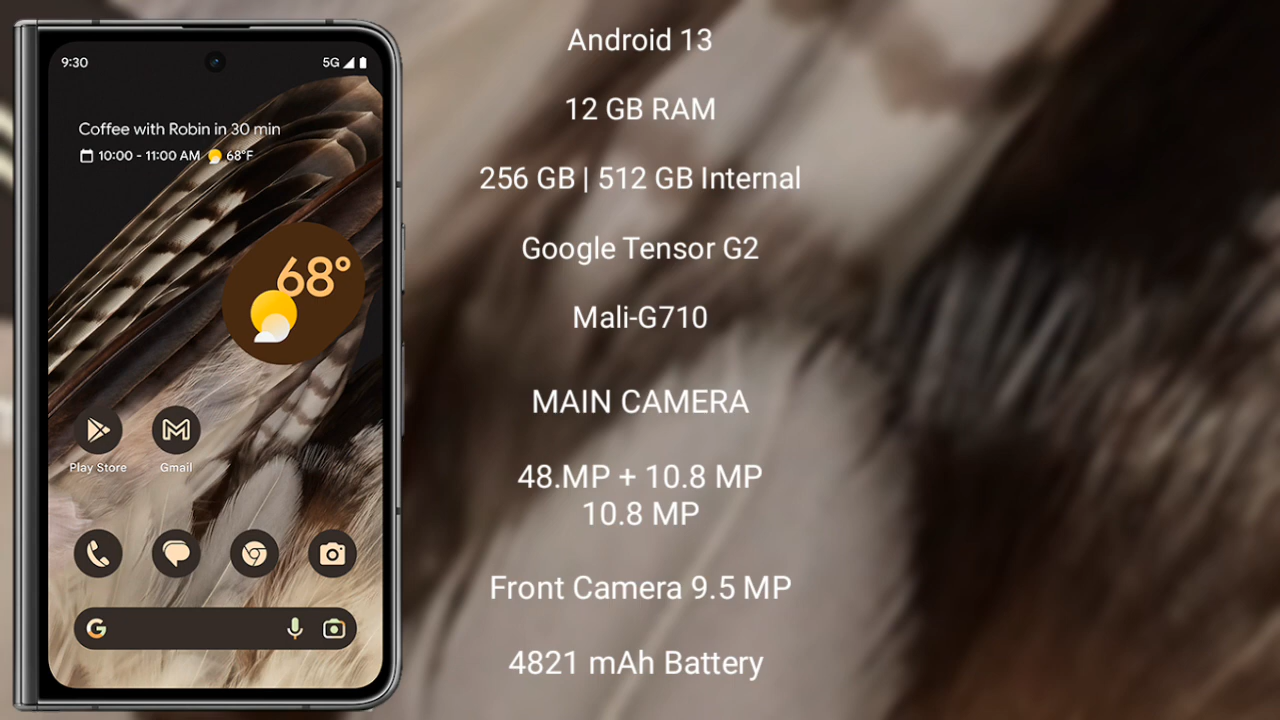 9:30
5G
Coffee with Robin in 30 min
10:00 - 11:00 AM 68°F
68°
Play Store
Gmail
Android 13
12 GB RAM
256 GB | 512 GB Internal
Google Tensor G2
Mali-G710
MAIN CAMERA
48.MP + 10.8 MP
10.8 MP
Front Camera 9.5 MP
4821 mAh Battery